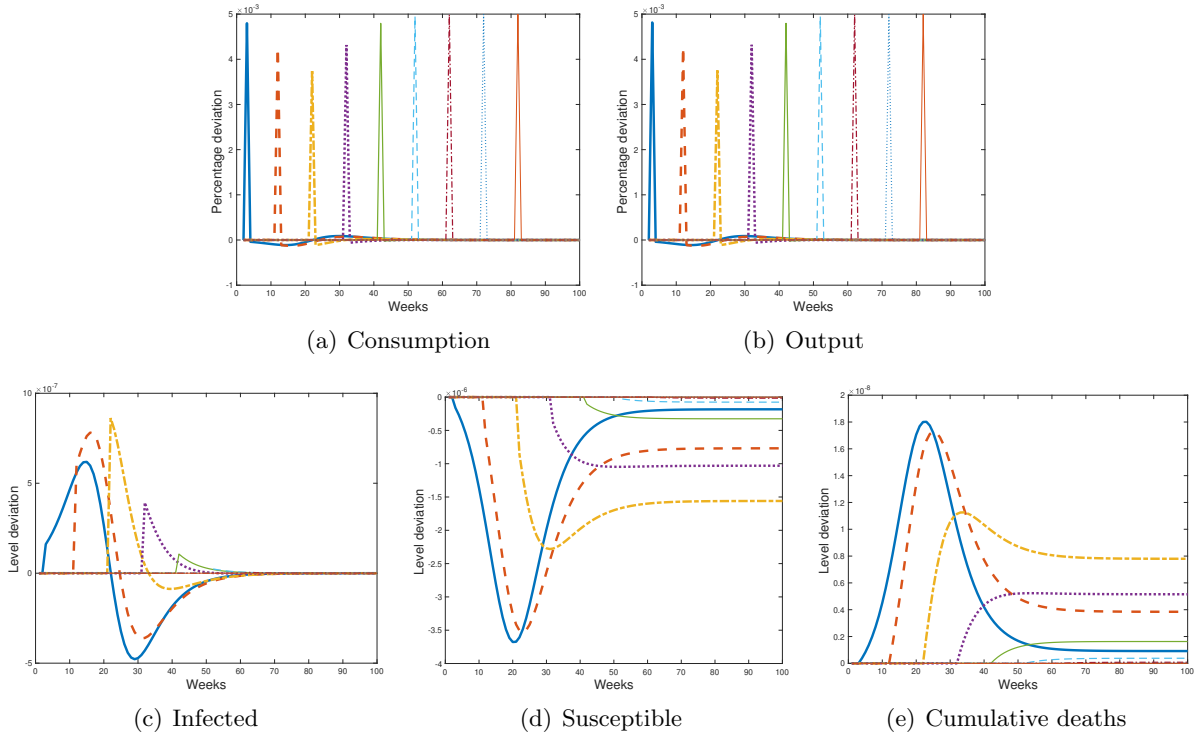 ×10⁻³
5
4
3
2
1
0
-1
Percentage deviation
0 10 20 30 40 50 60 70 80 90 100
Weeks
(a) Consumption
×10⁻³
5
4
3
2
1
0
-1
Percentage deviation
0 10 20 30 40 50 60 70 80 90 100
Weeks
(b) Output
×10⁻⁷
10
5
0
-5
Level deviation
0 10 20 30 40 50 60 70 80 90 100
Weeks
(c) Infected
×10⁻⁶
0
-0.5
-1
-1.5
-2
-2.5
-3
-3.5
-4
Level deviation
0 10 20 30 40 50 60 70 80 90 100
Weeks
(d) Susceptible
×10⁻⁸
2
1.8
1.6
1.4
1.2
1
0.8
0.6
0.4
0.2
0
Level deviation
0 10 20 30 40 50 60 70 80 90 100
Weeks
(e) Cumulative deaths